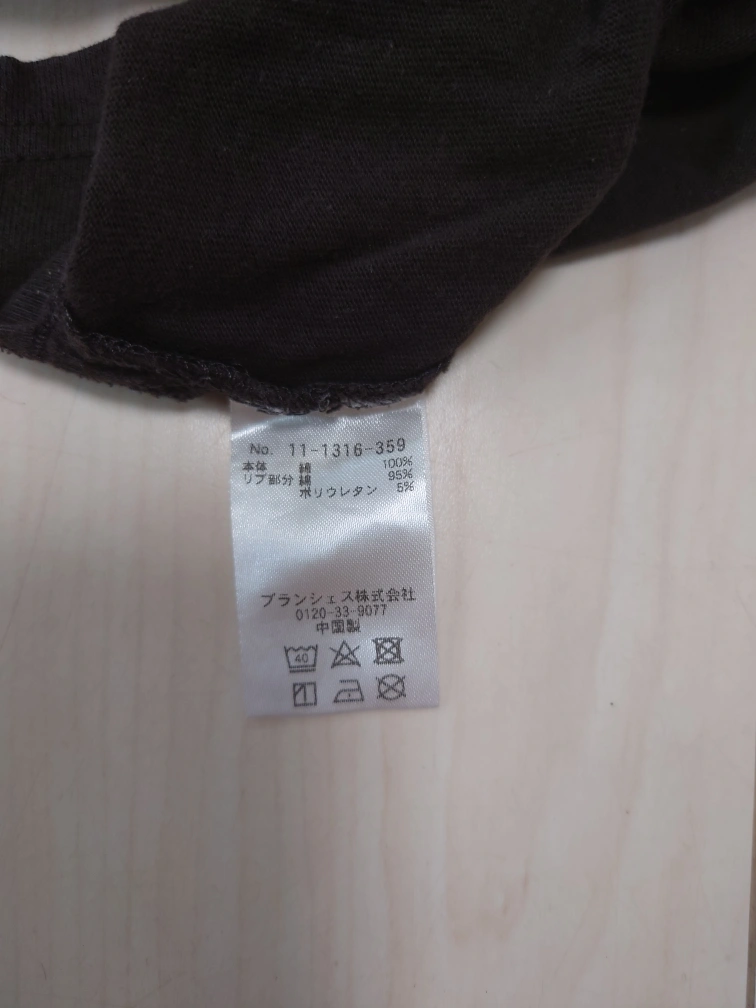 No. 11-1316-359
本体 綿 100%
リブ部分 綿 95%
ポリウレタン 5%
ブランシェス株式会社
0120-33-9077
中国製
40